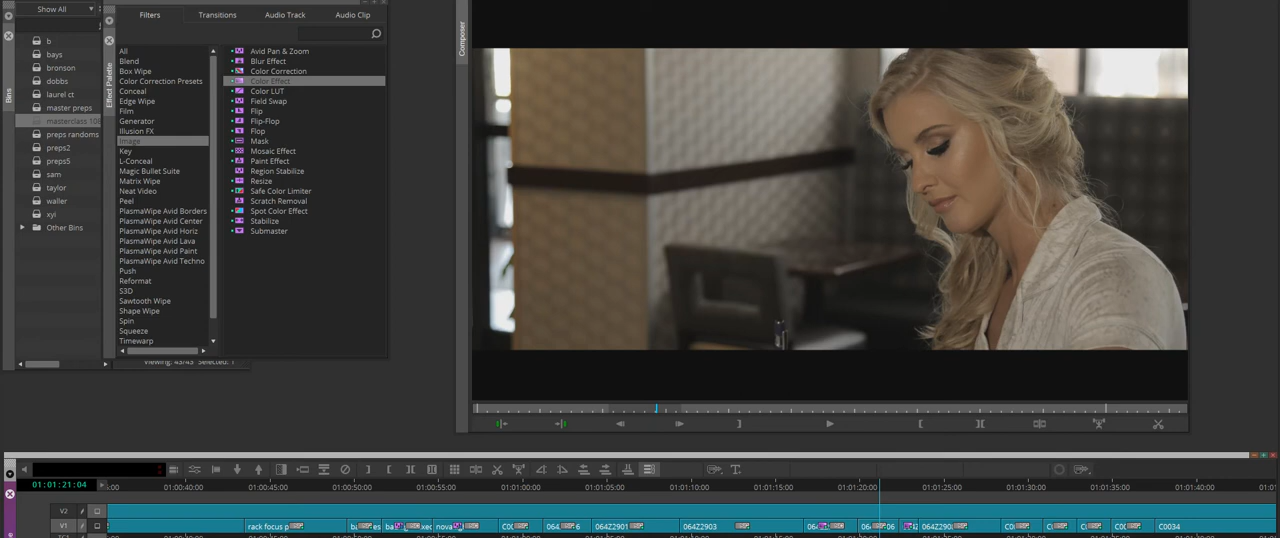 Show All
Bins
b
bays
bronson
dobbs
laurel ct
master preps
masterclass 108
preps randoms
preps2
preps5
sam
taylor
waller
xyi
Other Bins
Effect Palette
Filters
Transitions
Audio Track
Audio Clip
All
Blend
Box Wipe
Color Correction Presets
Conceal
Edge Wipe
Film
Generator
Illusion FX
Image
Key
L-Conceal
Magic Bullet Suite
Matrix Wipe
Neat Video
Peel
PlasmaWipe Avid Borders
PlasmaWipe Avid Center
PlasmaWipe Avid Horiz
PlasmaWipe Avid Lava
PlasmaWipe Avid Paint
PlasmaWipe Avid Techno
Push
Reformat
S3D
Sawtooth Wipe
Shape Wipe
Spin
Squeeze
Timewarp
Avid Pan & Zoom
Blur Effect
Color Correction
Color Effect
Color LUT
Field Swap
Flip
Flip-Flop
Flop
Mask
Mosaic Effect
Paint Effect
Region Stabilize
Resize
Safe Color Limiter
Scratch Removal
Spot Color Effect
Stabilize
Submaster
Viewing: 43/43 Selected: 1
Composer
01:01:21:04
:00 01:00:40:00 01:00:45:00 01:00:50:00 01:00:55:00 01:01:00:00 01:01:05:00 01:01:10:00 01:01:15:00 01:01:20:00 01:01:25:00 01:01:30:00 01:01:35:00 01:01:40:00 01:0
V2
V1 rack focus p 064Z2901 064Z2903 C0034